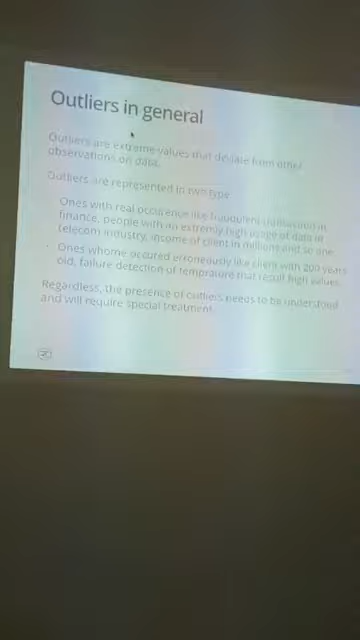 Outliers in general
Outliers are extreme values that deviate from other
observations on data.
Outliers are represented in two type
Ones with real occurence like fraudulent transaction in
finance, people with an extremly high usage of data in
telecom industry, income of client in millions and so one
Ones whome occured erroneously like client with 200 years
old, failure detection of temprature that result high values.
Regardless, the presence of outliers needs to be understood
and will require special treatment.